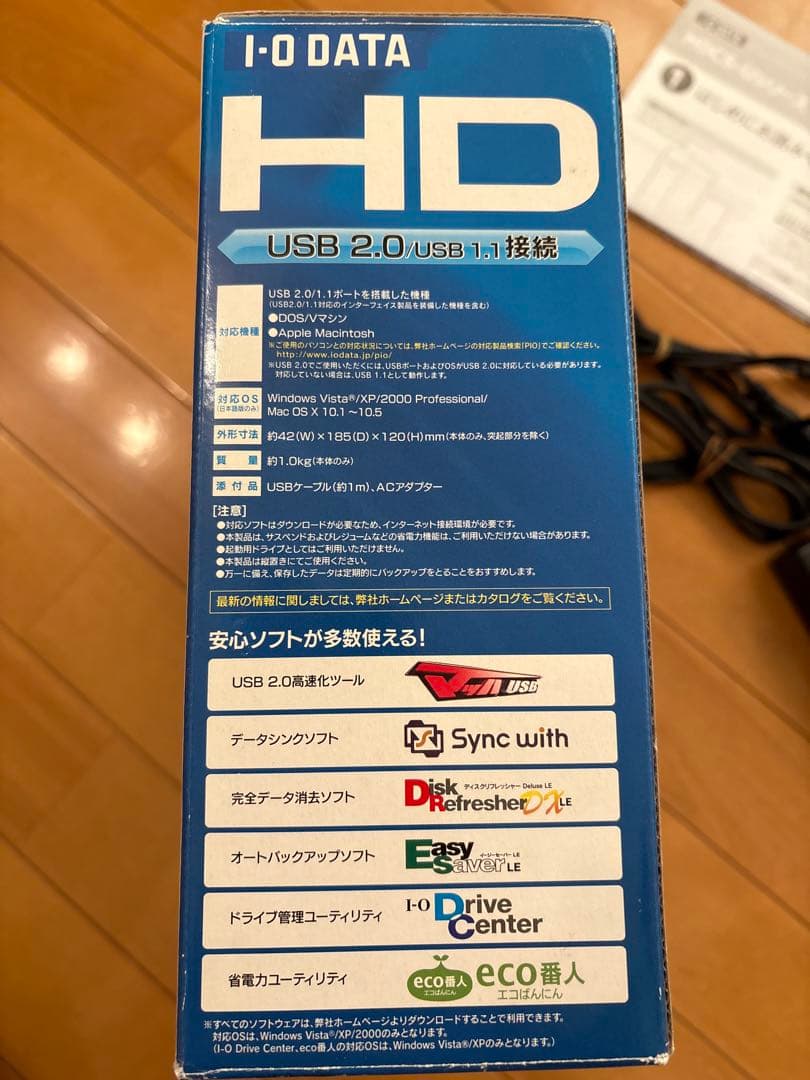 I-O DATA
HD
USB 2.0/USB 1.1 接続
対応機種
USB 2.0/1.1ポートを搭載した機種
(USB2.0/1.1対応のインターフェイス製品を装備した機種を含む)
●DOS/Vマシン
●Apple Macintosh
※ご使用のパソコンとの対応状況については、弊社ホームページの対応製品検索(PIO)でご確認ください。
http://www.iodata.jp/pio/
※USB 2.0でご使用いただくには、USBポートおよびOSがUSB 2.0に対応している必要があります。
対応していない場合は、USB 1.1として動作します。
対応OS
(日本語版のみ)
Windows Vista®/XP/2000 Professional/
Mac OS X 10.1 〜10.5
外形寸法 約42(W)×185(D)×120(H)mm(本体のみ、突起部分を除く)
質量 約1.0kg(本体のみ)
添付品 USBケーブル(約1m)、ACアダプター
[注意]
●対応ソフトはダウンロードが必要なため、インターネット接続環境が必要です。
●本製品は、サスペンドおよびレジュームなどの省電力機能は、ご利用いただけない場合があります。
●起動用ドライブとしてはご利用いただけません。
●本製品は縦置きにてご使用ください。
●万一に備え、保存したデータは定期的にバックアップをとることをおすすめします。
最新の情報に関しましては、弊社ホームページまたはカタログをご覧ください。
安心ソフトが多数使える!
USB 2.0高速化ツール マッハUSB
データシンクソフト Sync with
完全データ消去ソフト Disk Refresher DX LE
ディスクリフレッシャー Deluse LE
オートバックアップソフト Easy Saver LE
イージーセーバー LE
ドライブ管理ユーティリティ I-O Drive Center
省電力ユーティリティ eco番人 エコばんにん eco番人
エコばんにん
※すべてのソフトウェアは、弊社ホームページよりダウンロードすることで利用できます。
対応OSは、Windows Vista®/XP/2000のみとなります。
(I-O Drive Center、eco番人の対応OSは、Windows Vista®/XPのみとなります。)